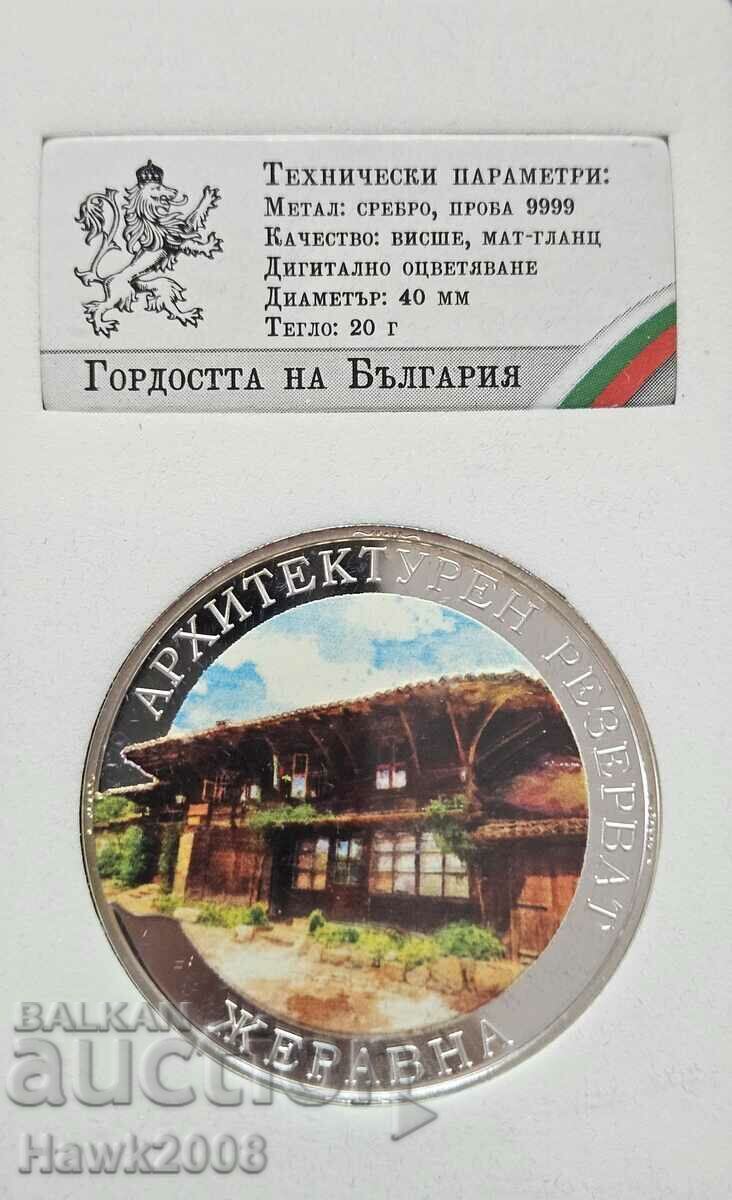 Технически параметри:
Метал: сребро, проба 9999
Качество: висше, мат-гланц
Дигитално оцветяване
Диаметър: 40 мм
Тегло: 20 г
Гордостта на България
АРХИТЕКТУРЕН РЕЗЕРВАТ
ЖЕРАВНА
BALKAN
auction
Hawk2008